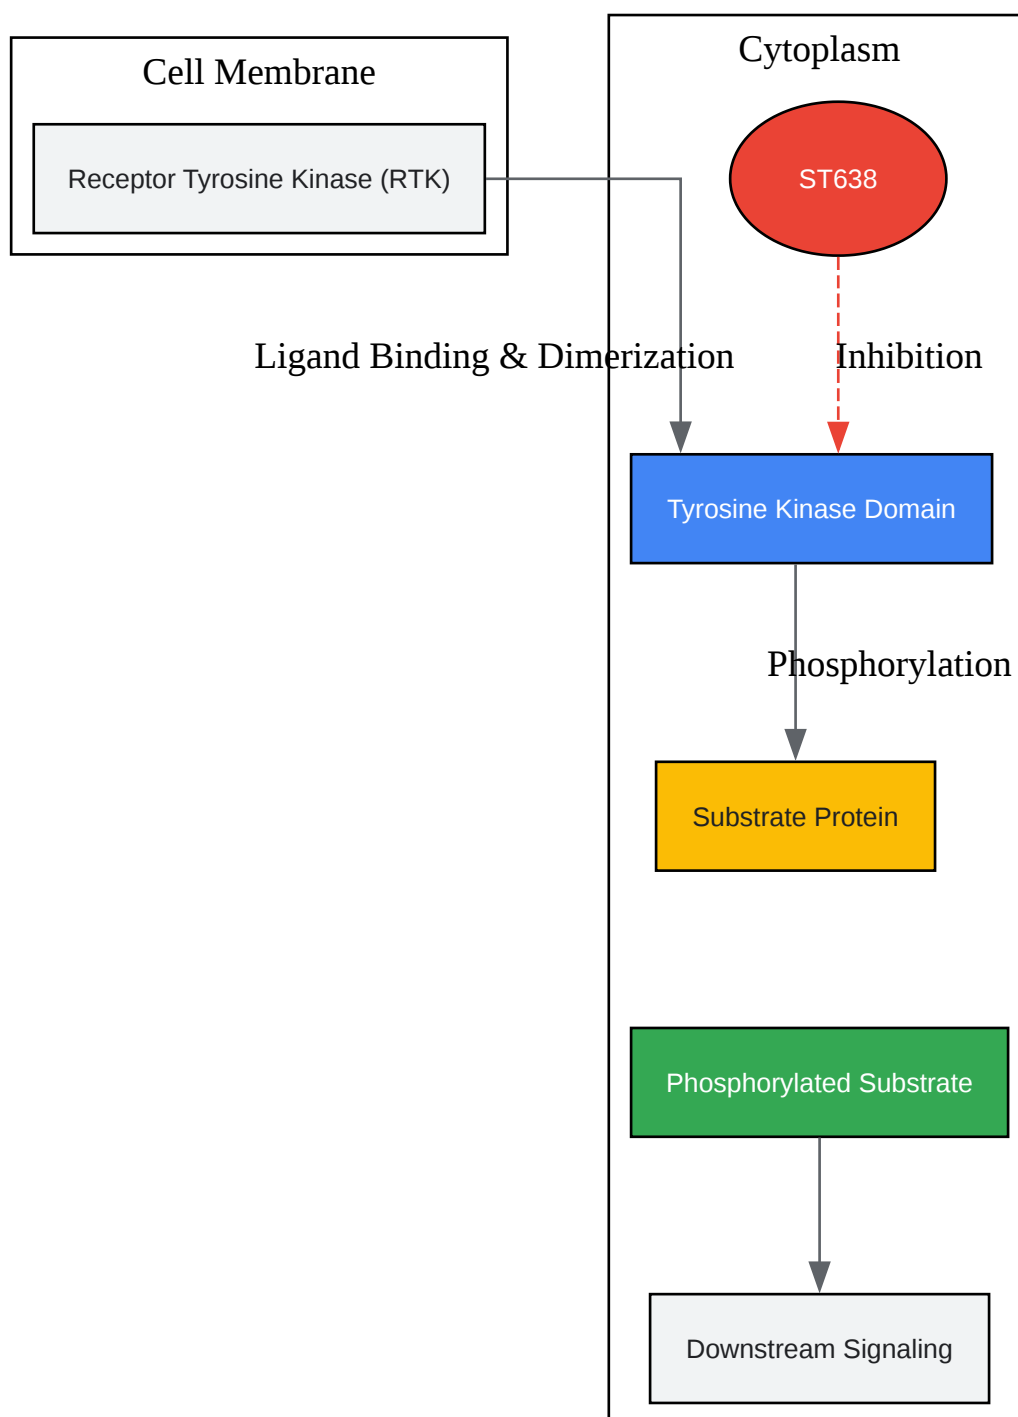 Cytoplasm
Cell Membrane
Receptor Tyrosine Kinase (RTK)
ST638
Ligand Binding & Dimerization
Inhibition
Tyrosine Kinase Domain
Phosphorylation
Substrate Protein
Phosphorylated Substrate
Downstream Signaling